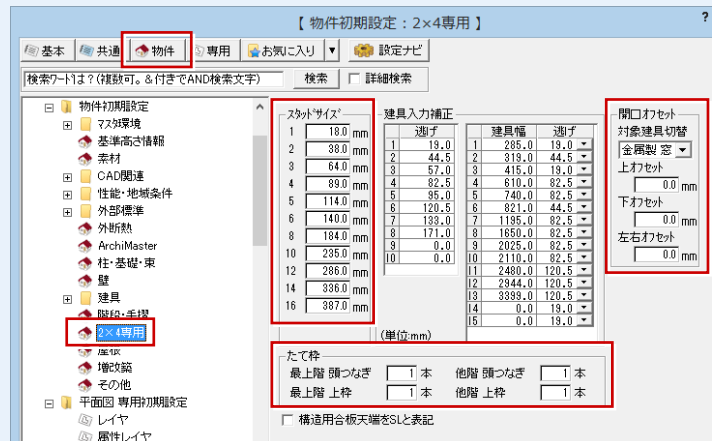 【 物件初期設定：2×4専用 】
?
基本 共通 物件 専用 お気に入り ▼ 設定ナビ
検索ワードは？(複数可。＆付きでAND検索文字) 検索 詳細検索
物件初期設定
マスタ環境
基準高さ情報
素材
CAD関連
性能・地域条件
外部標準
外断熱
ArchiMaster
柱・基礎・束
壁
建具
階段・手摺
2×4専用
屋根
増改築
その他
平面図 専用初期設定
レイヤ
属性レイヤ
スタッドサイズ
1 18.0 mm
2 38.0 mm
3 64.0 mm
4 89.0 mm
5 114.0 mm
6 140.0 mm
8 184.0 mm
10 235.0 mm
12 286.0 mm
14 336.0 mm
16 387.0 mm
建具入力補正
逃げ
1 19.0
2 44.5
3 57.0
4 82.5
5 95.0
6 120.5
7 133.0
8 171.0
9 0.0
10 0.0
建具幅 逃げ
1 285.0 19.0
2 319.0 44.5
3 415.0 19.0
4 610.0 82.5
5 740.0 82.5
6 821.0 44.5
7 1195.0 82.5
8 1650.0 82.5
9 2025.0 82.5
10 2110.0 82.5
11 2480.0 120.5
12 2944.0 120.5
13 3399.0 120.5
14 0.0 19.0
15 0.0 19.0
(単位:mm)
開口オフセット
対象建具切替
金属製 窓
上オフセット
0.0 mm
下オフセット
0.0 mm
左右オフセット
0.0 mm
たて枠
最上階 頭つなぎ 1 本 他階 頭つなぎ 1 本
最上階 上枠 1 本 他階 上枠 1 本
構造用合板天端をSLと表記